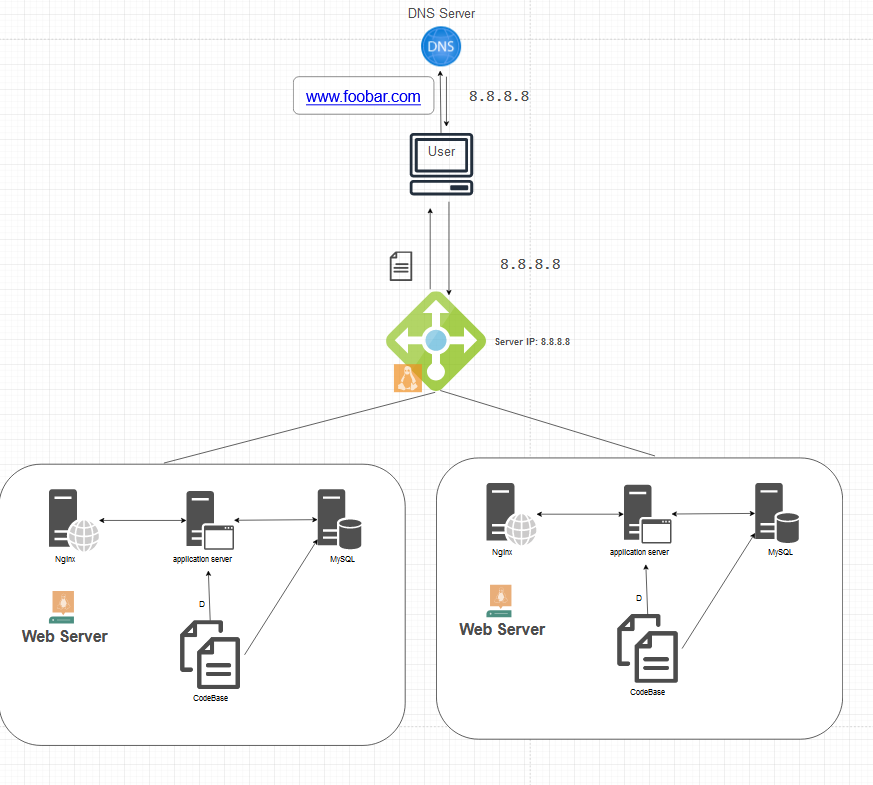 DNS Server
DNS
www.foobar.com
8.8.8.8
User
8.8.8.8
Server IP: 8.8.8.8
Nginx
application server
MySQL
D
Web Server
CodeBase
Nginx
application server
MySQL
D
Web Server
CodeBase